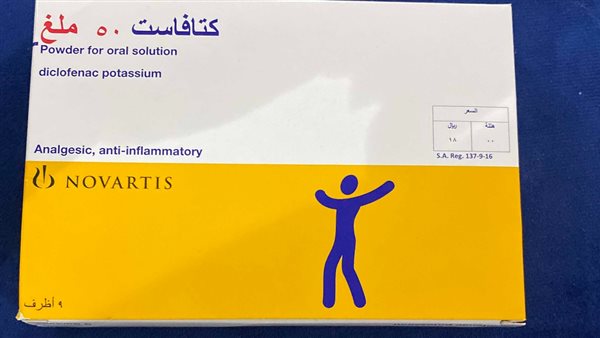 كتافاست ٥٠ ملغ
Powder for oral solution
diclofenac potassium
السعر
هللة ريال
٠٠ ١٨
S.A. Reg. 137-9-16
Analgesic, anti-inflammatory
NOVARTIS
٩ أظرف